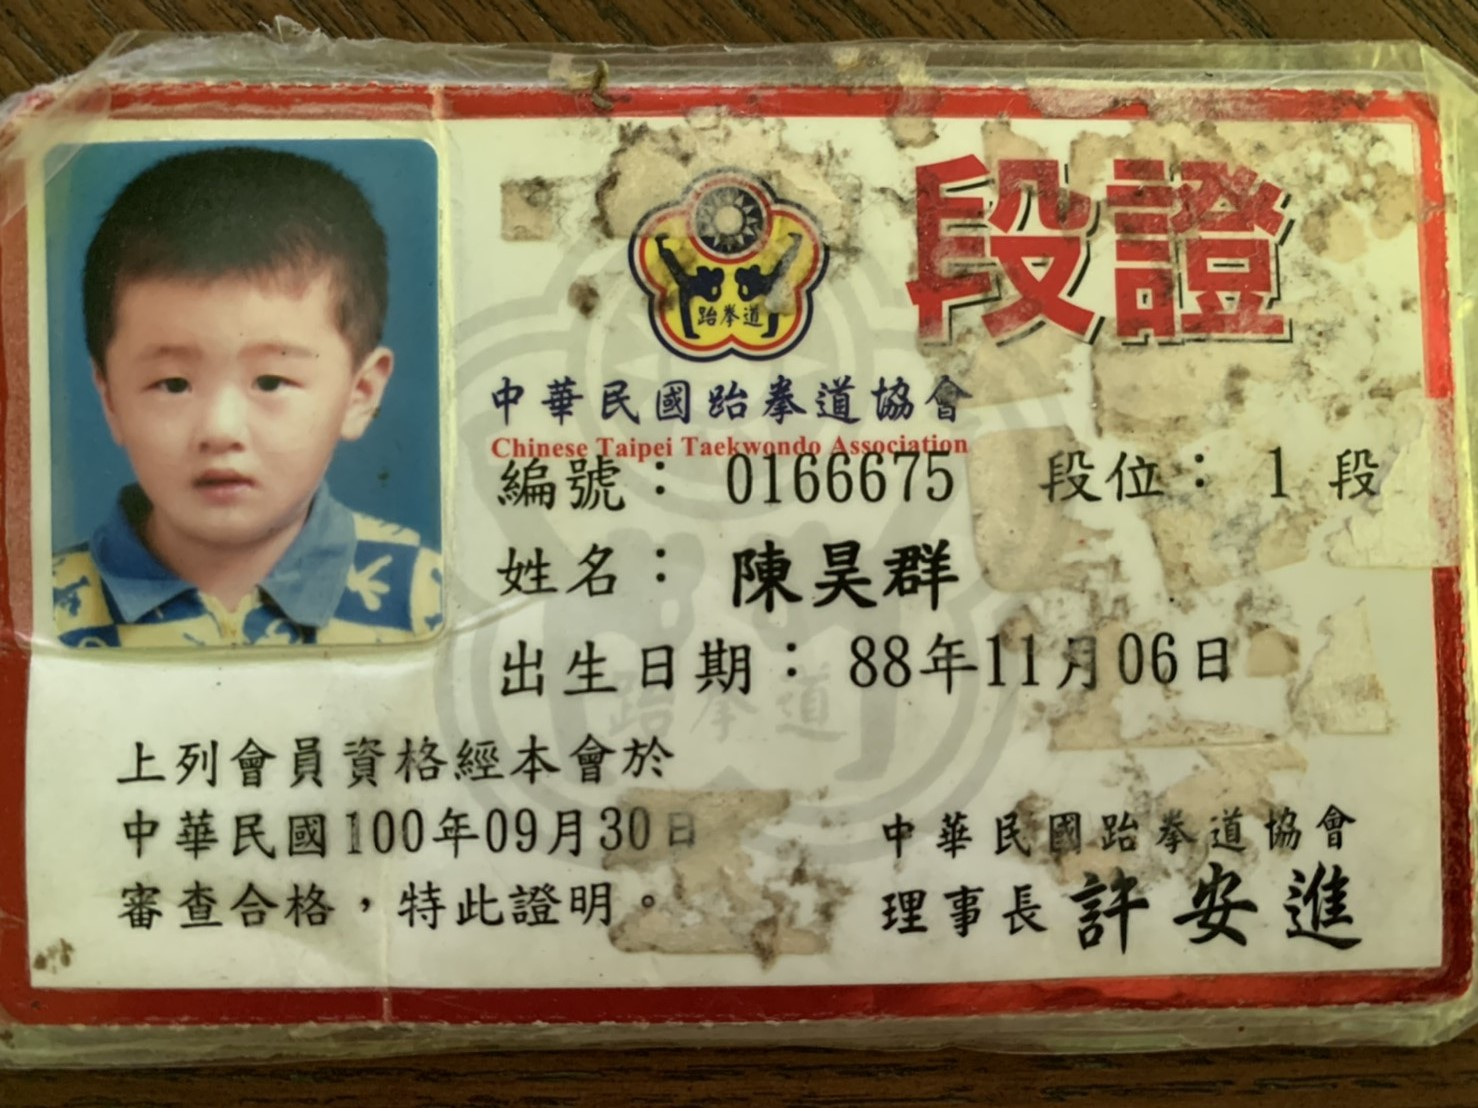 段證
跆拳道
中華民國跆拳道協會
Chinese Taipei Taekwondo Association
編號： 0166675 段位： 1 段
姓名： 陳昊群
出生日期： 88年11月06日
上列會員資格經本會於
中華民國100年09月30日
審查合格，特此證明。
中華民國跆拳道協會
理事長 許安進
跆拳道